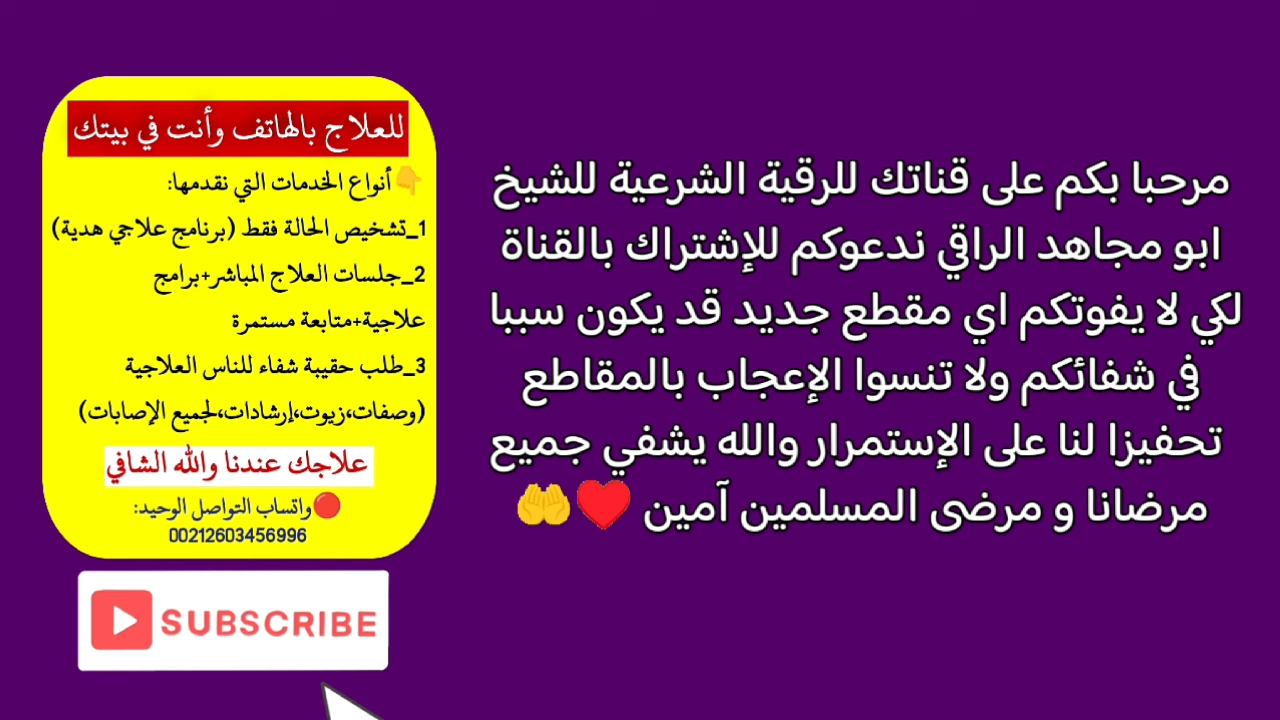 للعلاج بالهاتف وأنت في بيتك
👇أنواع الخدمات التي نقدمها:
1_تشخيص الحالة فقط (برنامج علاجي هدية)
2_جلسات العلاج المباشر+برامج
علاجية+متابعة مستمرة
3_طلب حقيبة شفاء للناس العلاجية
(وصفات،زيوت،إرشادات،لجميع الإصابات)
علاجك عندنا والله الشافي
🔴واتساب التواصل الوحيد:
00212603456996
SUBSCRIBE
مرحبا بكم على قناتك للرقية الشرعية للشيخ
ابو مجاهد الراقي ندعوكم للإشتراك بالقناة
لكي لا يفوتكم اي مقطع جديد قد يكون سببا
في شفائكم ولا تنسوا الإعجاب بالمقاطع
تحفيزا لنا على الإستمرار والله يشفي جميع
مرضانا و مرضى المسلمين آمين ♥️🤲